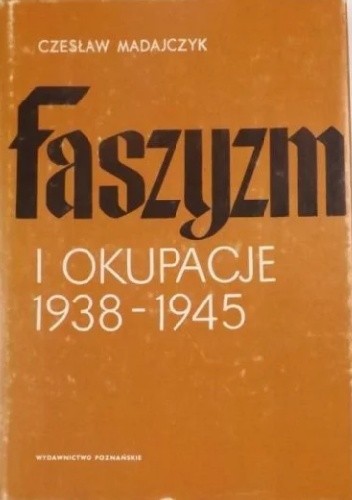 CZESŁAW MADAJCZYK
faszyzm
I OKUPACJE
1938-1945
WYDAWNICTWO POZNAŃSKIE